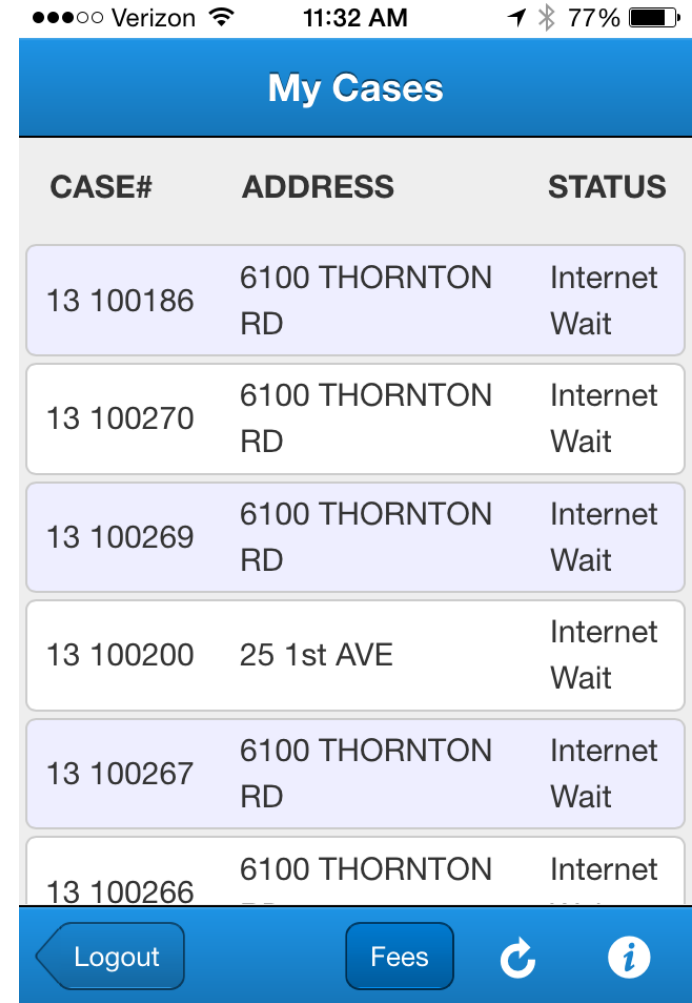 Verizon 11:32 AM 77%
My Cases
CASE# ADDRESS STATUS
13 100186 6100 THORNTON RD Internet Wait
13 100270 6100 THORNTON RD Internet Wait
13 100269 6100 THORNTON RD Internet Wait
13 100200 25 1st AVE Internet Wait
13 100267 6100 THORNTON RD Internet Wait
13 100266 6100 THORNTON Internet
Logout Fees i